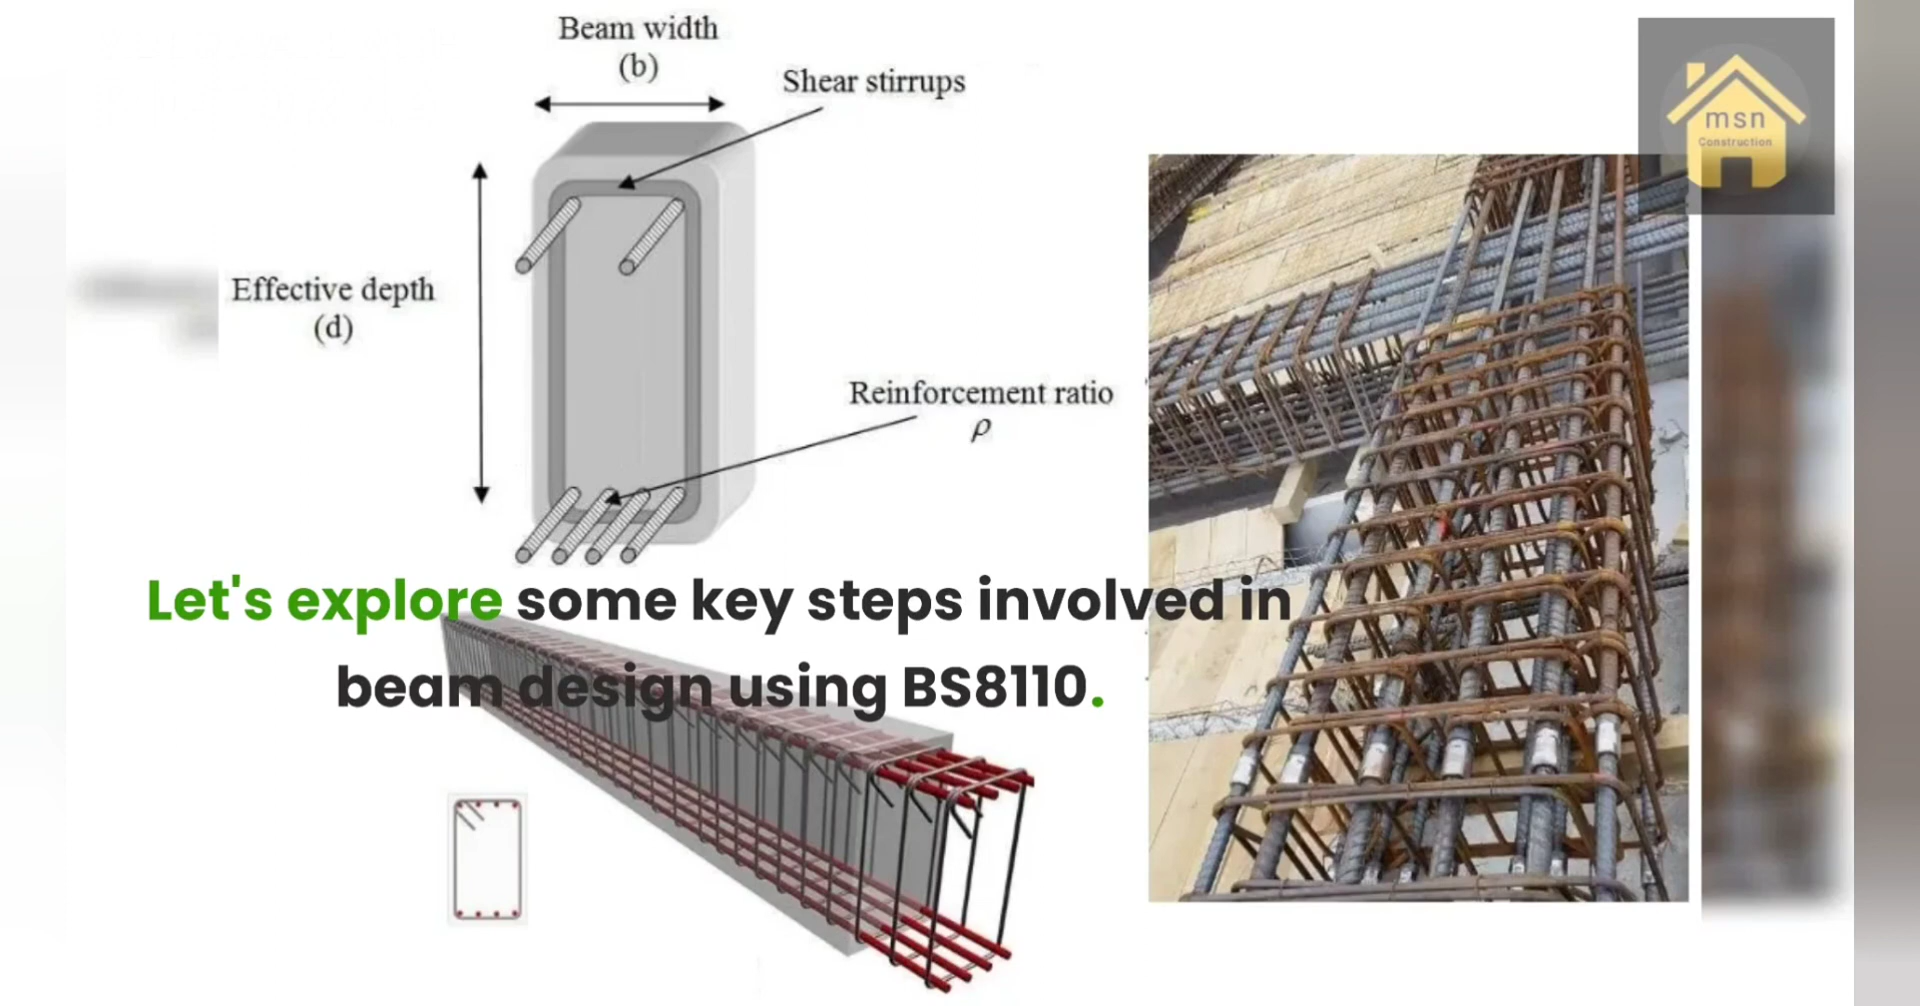 Beam width
(b)
Shear stirrups
msn
Construction
Effective depth
(d)
Reinforcement ratio
ρ
Let's explore some key steps involved in
beam design using BS8110.